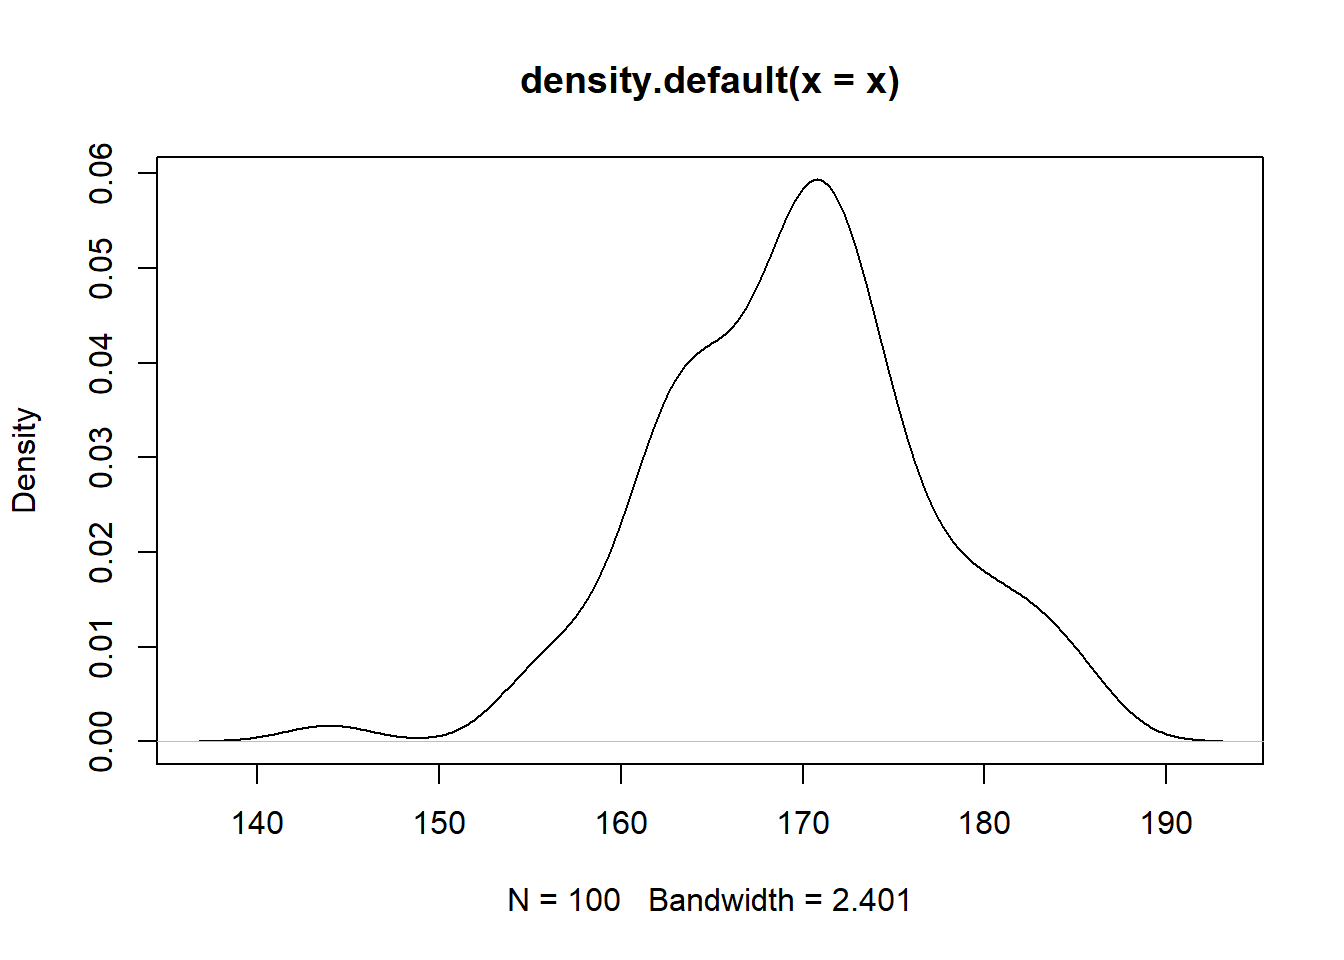 density.default(x = x)
0.06
0.05
0.04
0.03
0.02
0.01
0.00
Density
140 150 160 170 180 190
N = 100   Bandwidth = 2.401